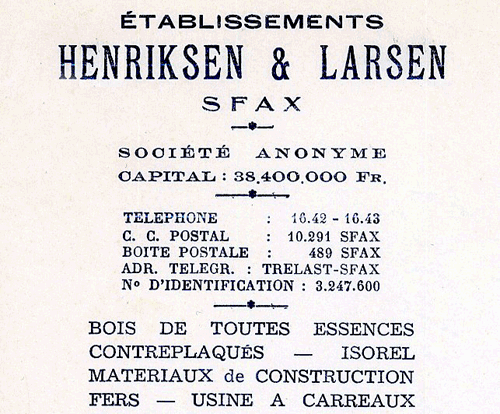 ÉTABLISSEMENTS
HENRIKSEN & LARSEN
SFAX
SOCIÉTÉ ANONYME
CAPITAL : 38.400.000 Fr.
TELEPHONE : 16.42 - 16.43
C. C. POSTAL : 10.291 SFAX
BOITE POSTALE : 489 SFAX
ADR. TELEGR. : TRELAST-SFAX
No D'IDENTIFICATION : 3.247.600
BOIS DE TOUTES ESSENCES
CONTREPLAQUÉS — ISOREL
MATERIAUX de CONSTRUCTION
FERS — USINE A CARREAUX